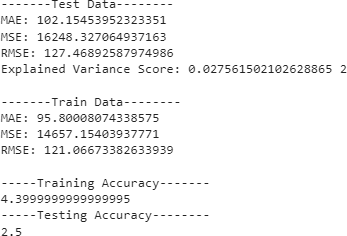 -------Test Data--------
MAE: 102.15453952323351
MSE: 16248.327064937163
RMSE: 127.46892587974986
Explained Variance Score: 0.027561502102628865 2
-------Train Data--------
MAE: 95.80008074338575
MSE: 14657.15403937771
RMSE: 121.06673382633939
-----Training Accuracy-------
4.3999999999999995
-----Testing Accuracy--------
2.5